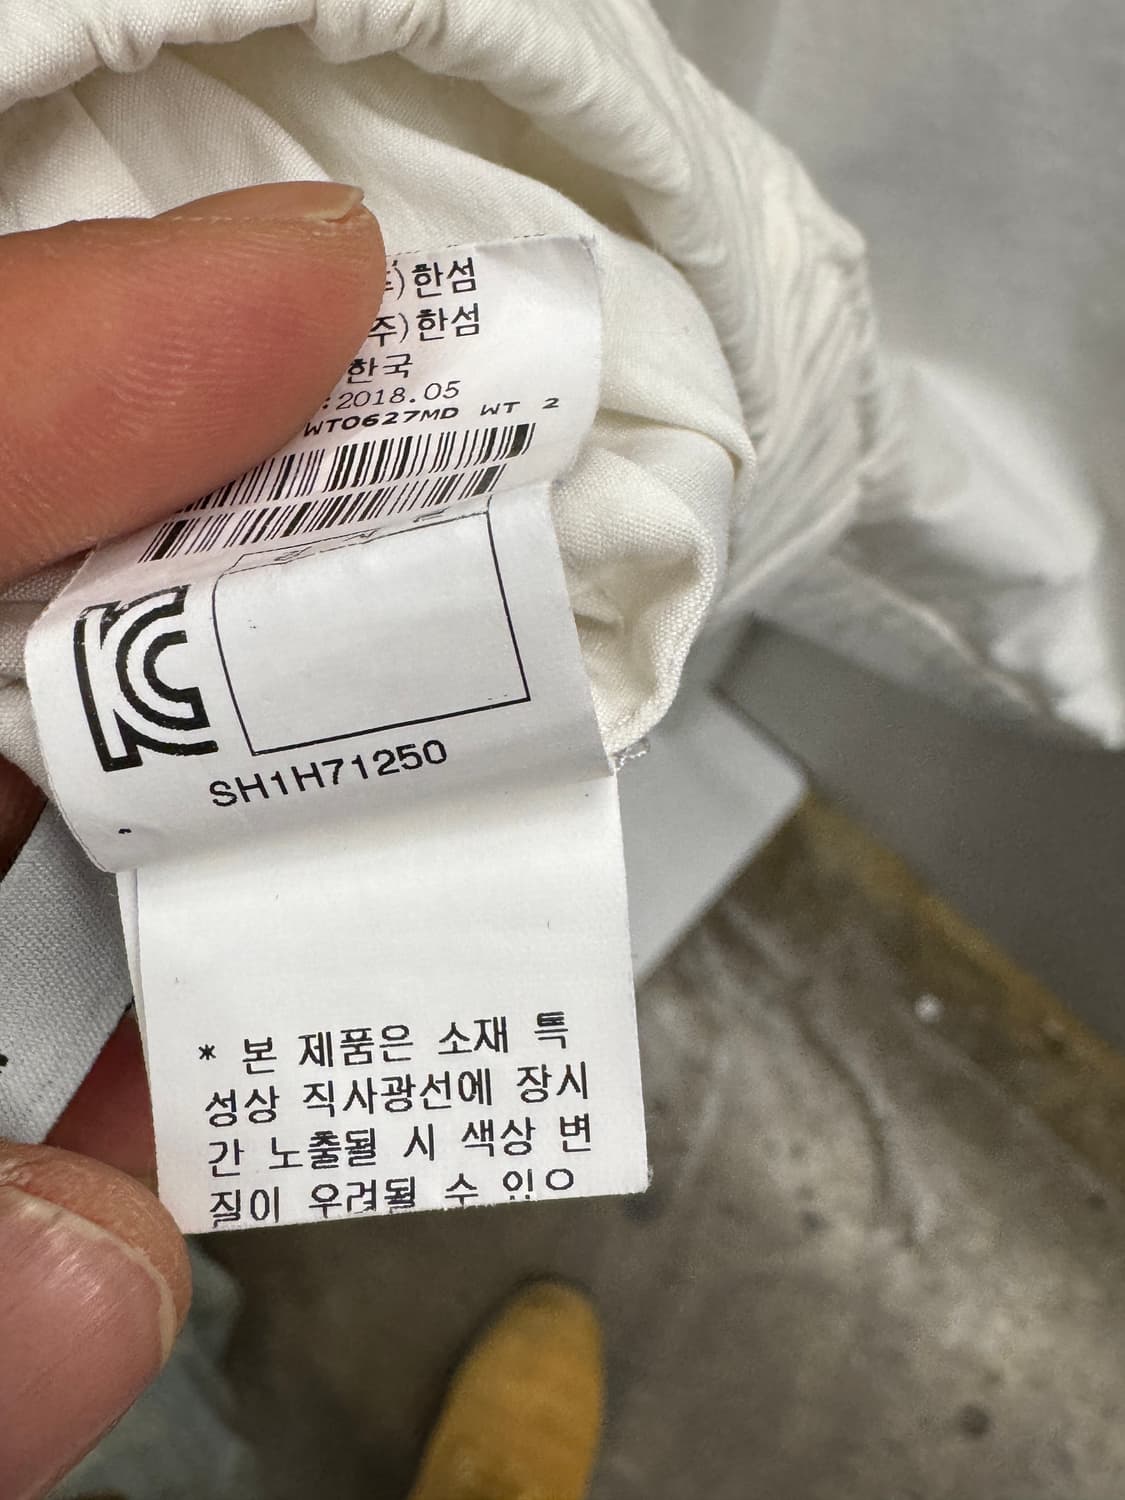 한섬
주)한섬
한국
:2018.05
WT0627MD WT 2
KC
SH1H71250
* 본 제품은 소재 특
성상 직사광선에 장시
간 노출될 시 색상 변
질이 우려될 수 있으